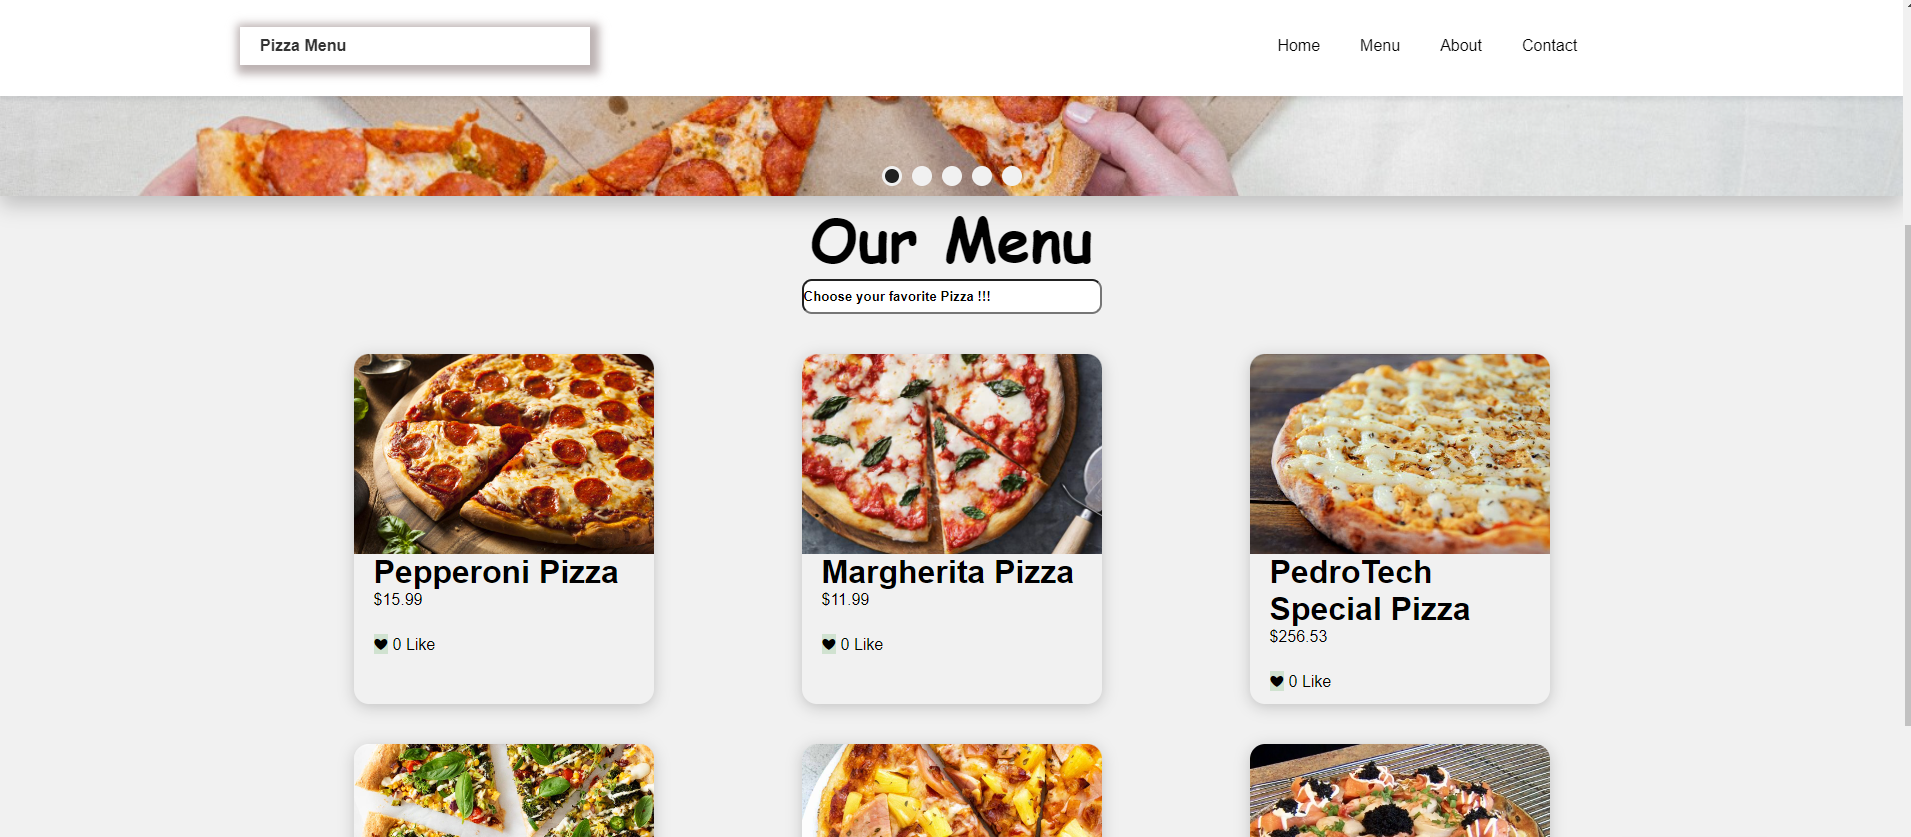 Pizza Menu
Home Menu About Contact
Our Menu
Choose your favorite Pizza !!!
Pepperoni Pizza
$15.99
0 Like
Margherita Pizza
$11.99
0 Like
PedroTech
Special Pizza
$256.53
0 Like